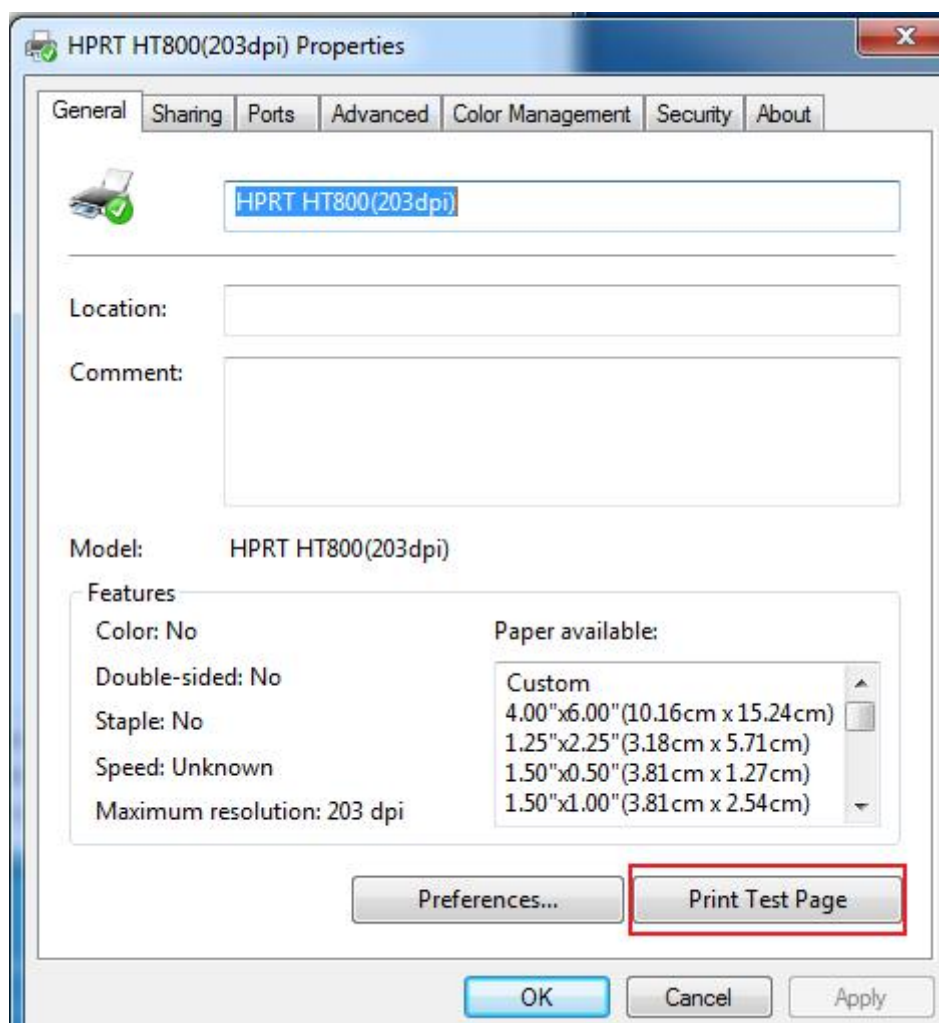 HPRT HT800(203dpi) Properties
General Sharing Ports Advanced Color Management Security About
HPRT HT800(203dpi)
Location:
Comment:
Model: HPRT HT800(203dpi)
Features
Color: No
Double-sided: No
Staple: No
Speed: Unknown
Maximum resolution: 203 dpi
Paper available:
Custom
4.00"x6.00"(10.16cm x 15.24cm)
1.25"x2.25"(3.18cm x 5.71cm)
1.50"x0.50"(3.81cm x 1.27cm)
1.50"x1.00"(3.81cm x 2.54cm)
Preferences... Print Test Page
OK Cancel Apply